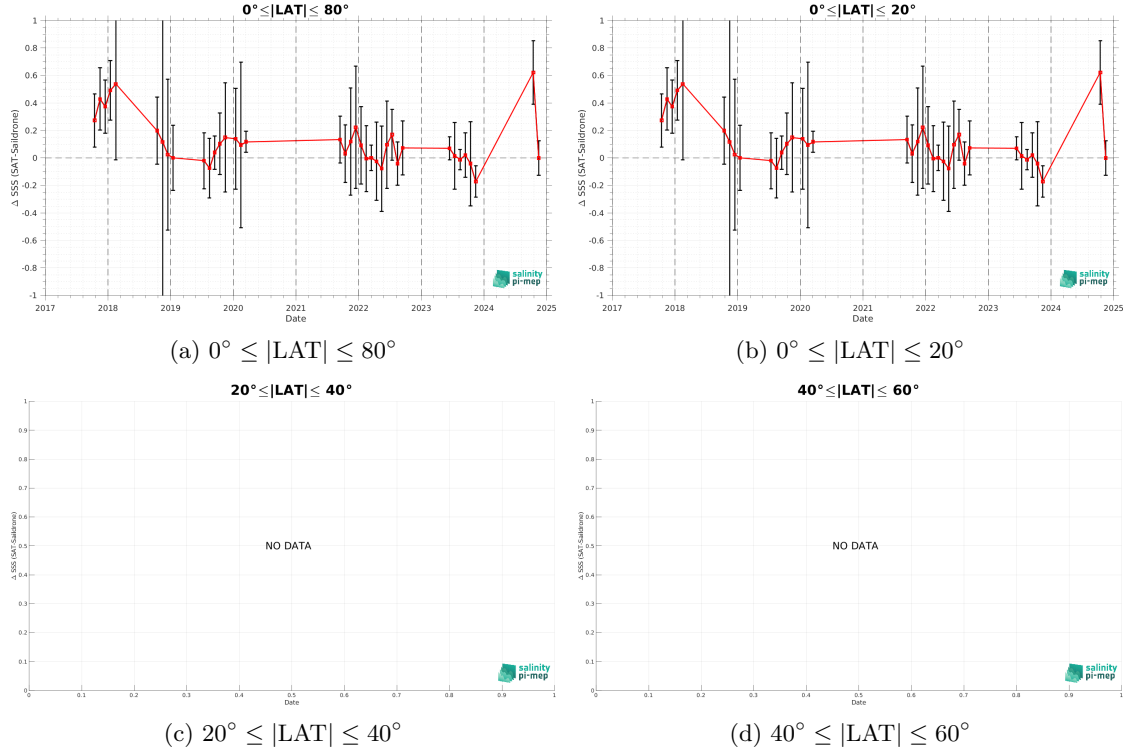 0°≤|LAT|≤ 80°
1
0.8
0.6
0.4
0.2
0
-0.2
-0.4
-0.6
-0.8
-1
Δ SSS (SAT-Saildrone)
2017 2018 2019 2020 2021 2022 2023 2024 2025
Date
salinity
pi-mep
(a) 0° ≤ |LAT| ≤ 80°
0°≤|LAT|≤ 20°
1
0.8
0.6
0.4
0.2
0
-0.2
-0.4
-0.6
-0.8
-1
Δ SSS (SAT-Saildrone)
2017 2018 2019 2020 2021 2022 2023 2024 2025
Date
salinity
pi-mep
(b) 0° ≤ |LAT| ≤ 20°
20°≤|LAT|≤ 40°
1
0.9
0.8
0.7
0.6
0.5
0.4
0.3
0.2
0.1
0
Δ SSS (SAT-Saildrone)
NO DATA
0 0.1 0.2 0.3 0.4 0.5 0.6 0.7 0.8 0.9 1
Date
salinity
pi-mep
(c) 20° ≤ |LAT| ≤ 40°
40°≤|LAT|≤ 60°
1
0.9
0.8
0.7
0.6
0.5
0.4
0.3
0.2
0.1
0
Δ SSS (SAT-Saildrone)
NO DATA
0 0.1 0.2 0.3 0.4 0.5 0.6 0.7 0.8 0.9 1
Date
salinity
pi-mep
(d) 40° ≤ |LAT| ≤ 60°